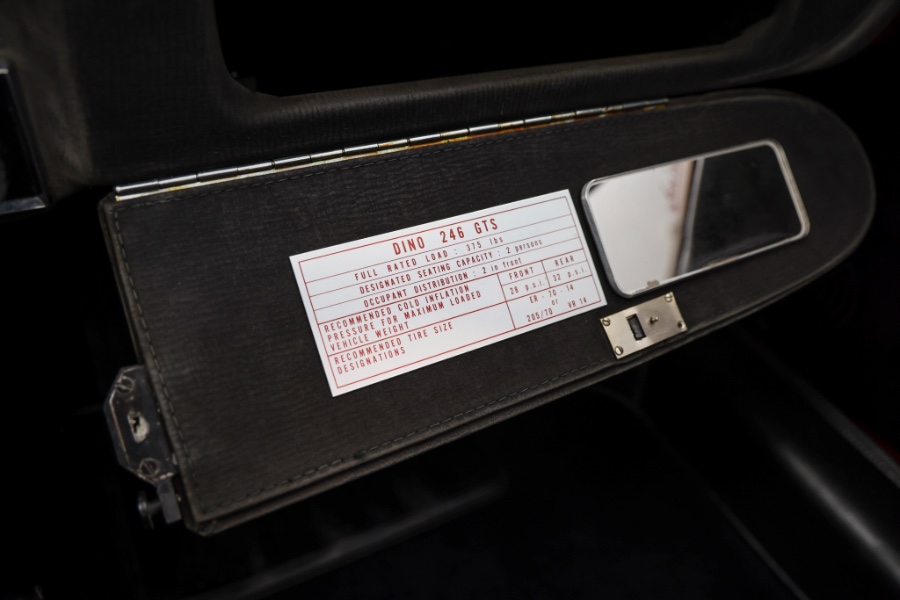 DINO 246 GTS
FULL RATED LOAD : 375 lbs
DESIGNATED SEATING CAPACITY : 2 persons
OCCUPANT DISTRIBUTION : 2 in front
RECOMMENDED COLD INFLATION
PRESSURE FOR MAXIMUM LOADED
VEHICLE WEIGHT
FRONT REAR
28 p.s.i. 32 p.s.i.
RECOMMENDED TIRE SIZE
DESIGNATIONS
ER - 70 - 14
or
205/70 VR 14